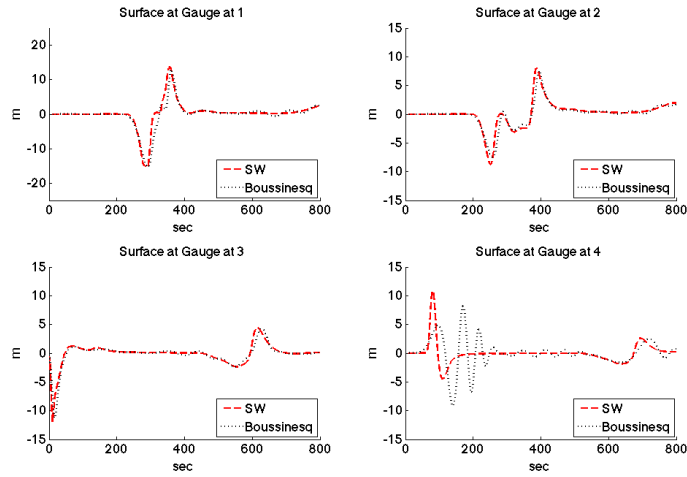 Surface at Gauge at 1
20
10
0
-10
-20
m
0 200 400 600 800
sec
SW
Boussinesq
Surface at Gauge at 2
15
10
5
0
-5
-10
-15
m
0 200 400 600 800
sec
SW
Boussinesq
Surface at Gauge at 3
15
10
5
0
-5
-10
-15
m
0 200 400 600 800
sec
SW
Boussinesq
Surface at Gauge at 4
15
10
5
0
-5
-10
-15
m
0 200 400 600 800
sec
SW
Boussinesq